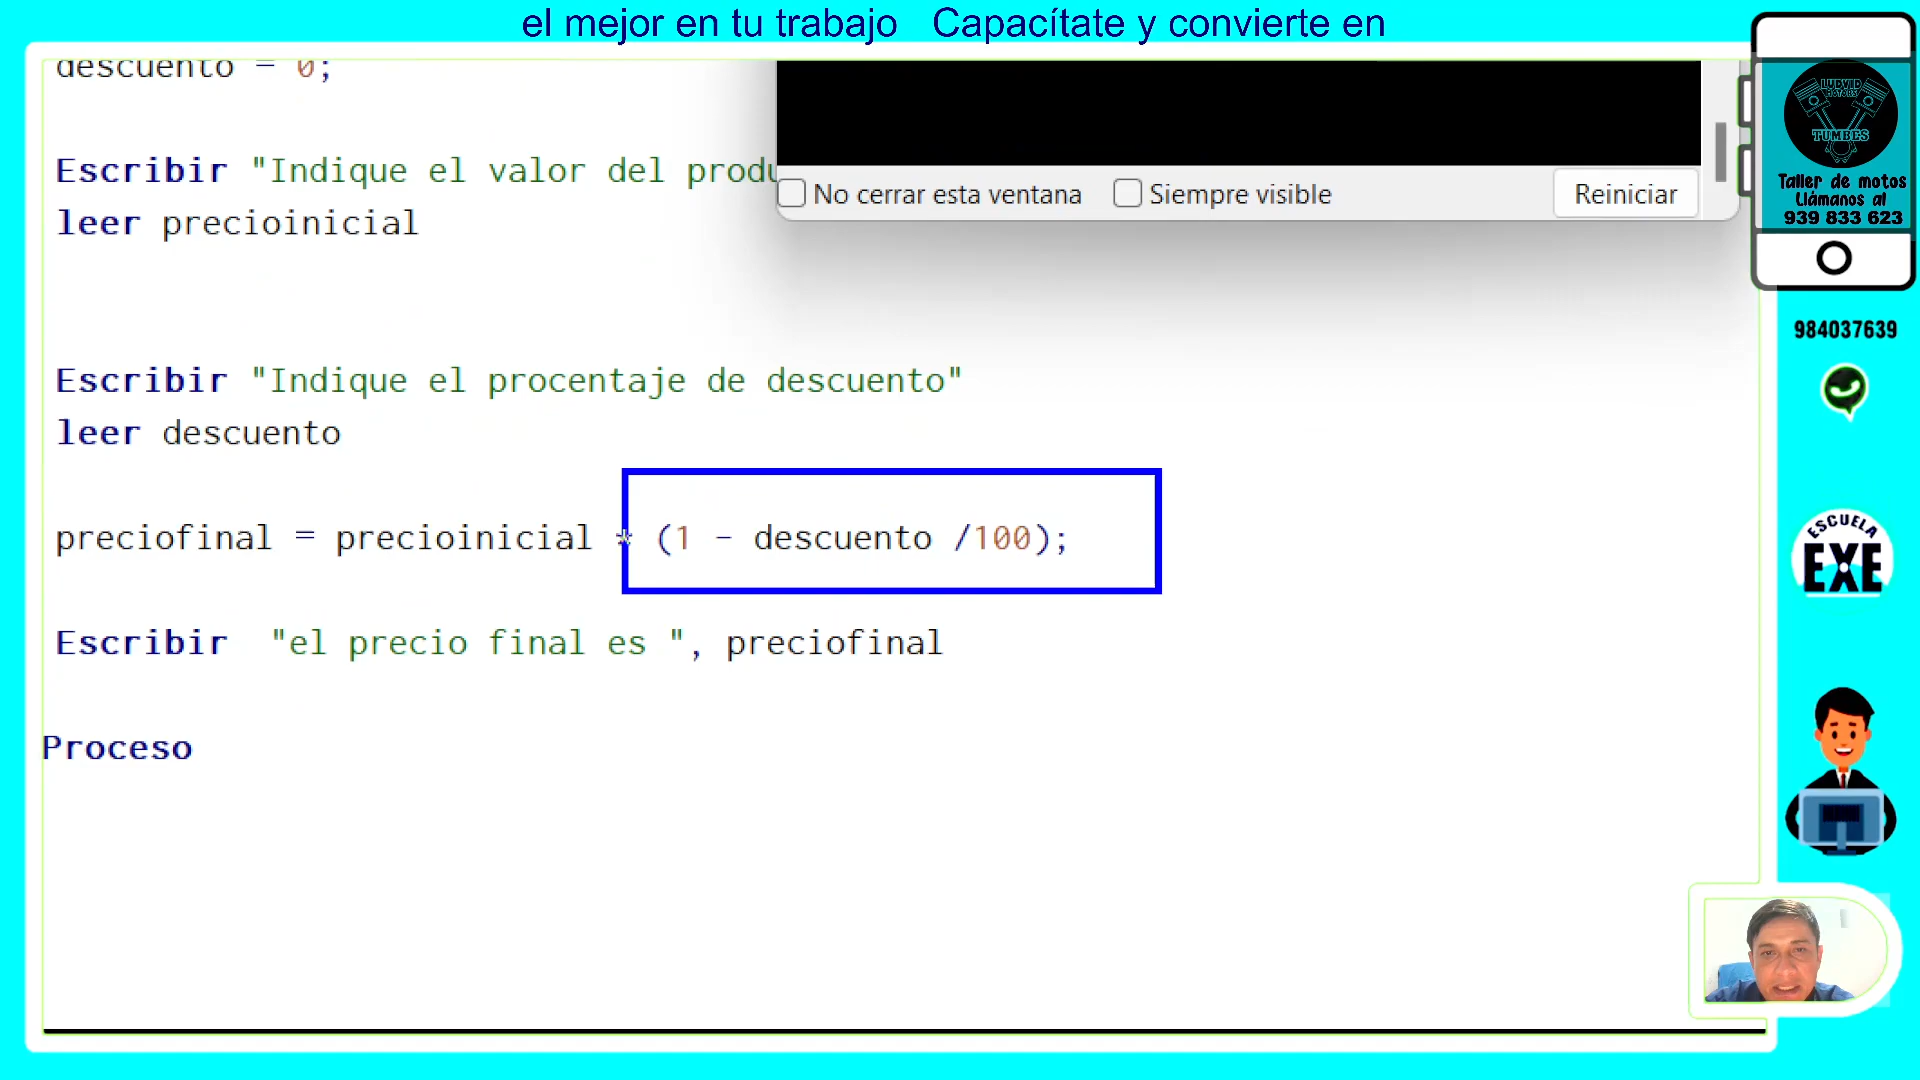 el mejor en tu trabajo   Capacítate y convierte en
descuento = 0;
Escribir "Indique el valor del produ
leer precioinicial
No cerrar esta ventana
Siempre visible
Reiniciar
Escribir "Indique el procentaje de descuento"
leer descuento
preciofinal = precioinicial * (1 - descuento /100);
Escribir  "el precio final es ", preciofinal
Proceso
LUDVID
MOTORS
TUMBES
Taller de motos
Llámanos al
939 833 623
984037639
ESCUELA
EXE